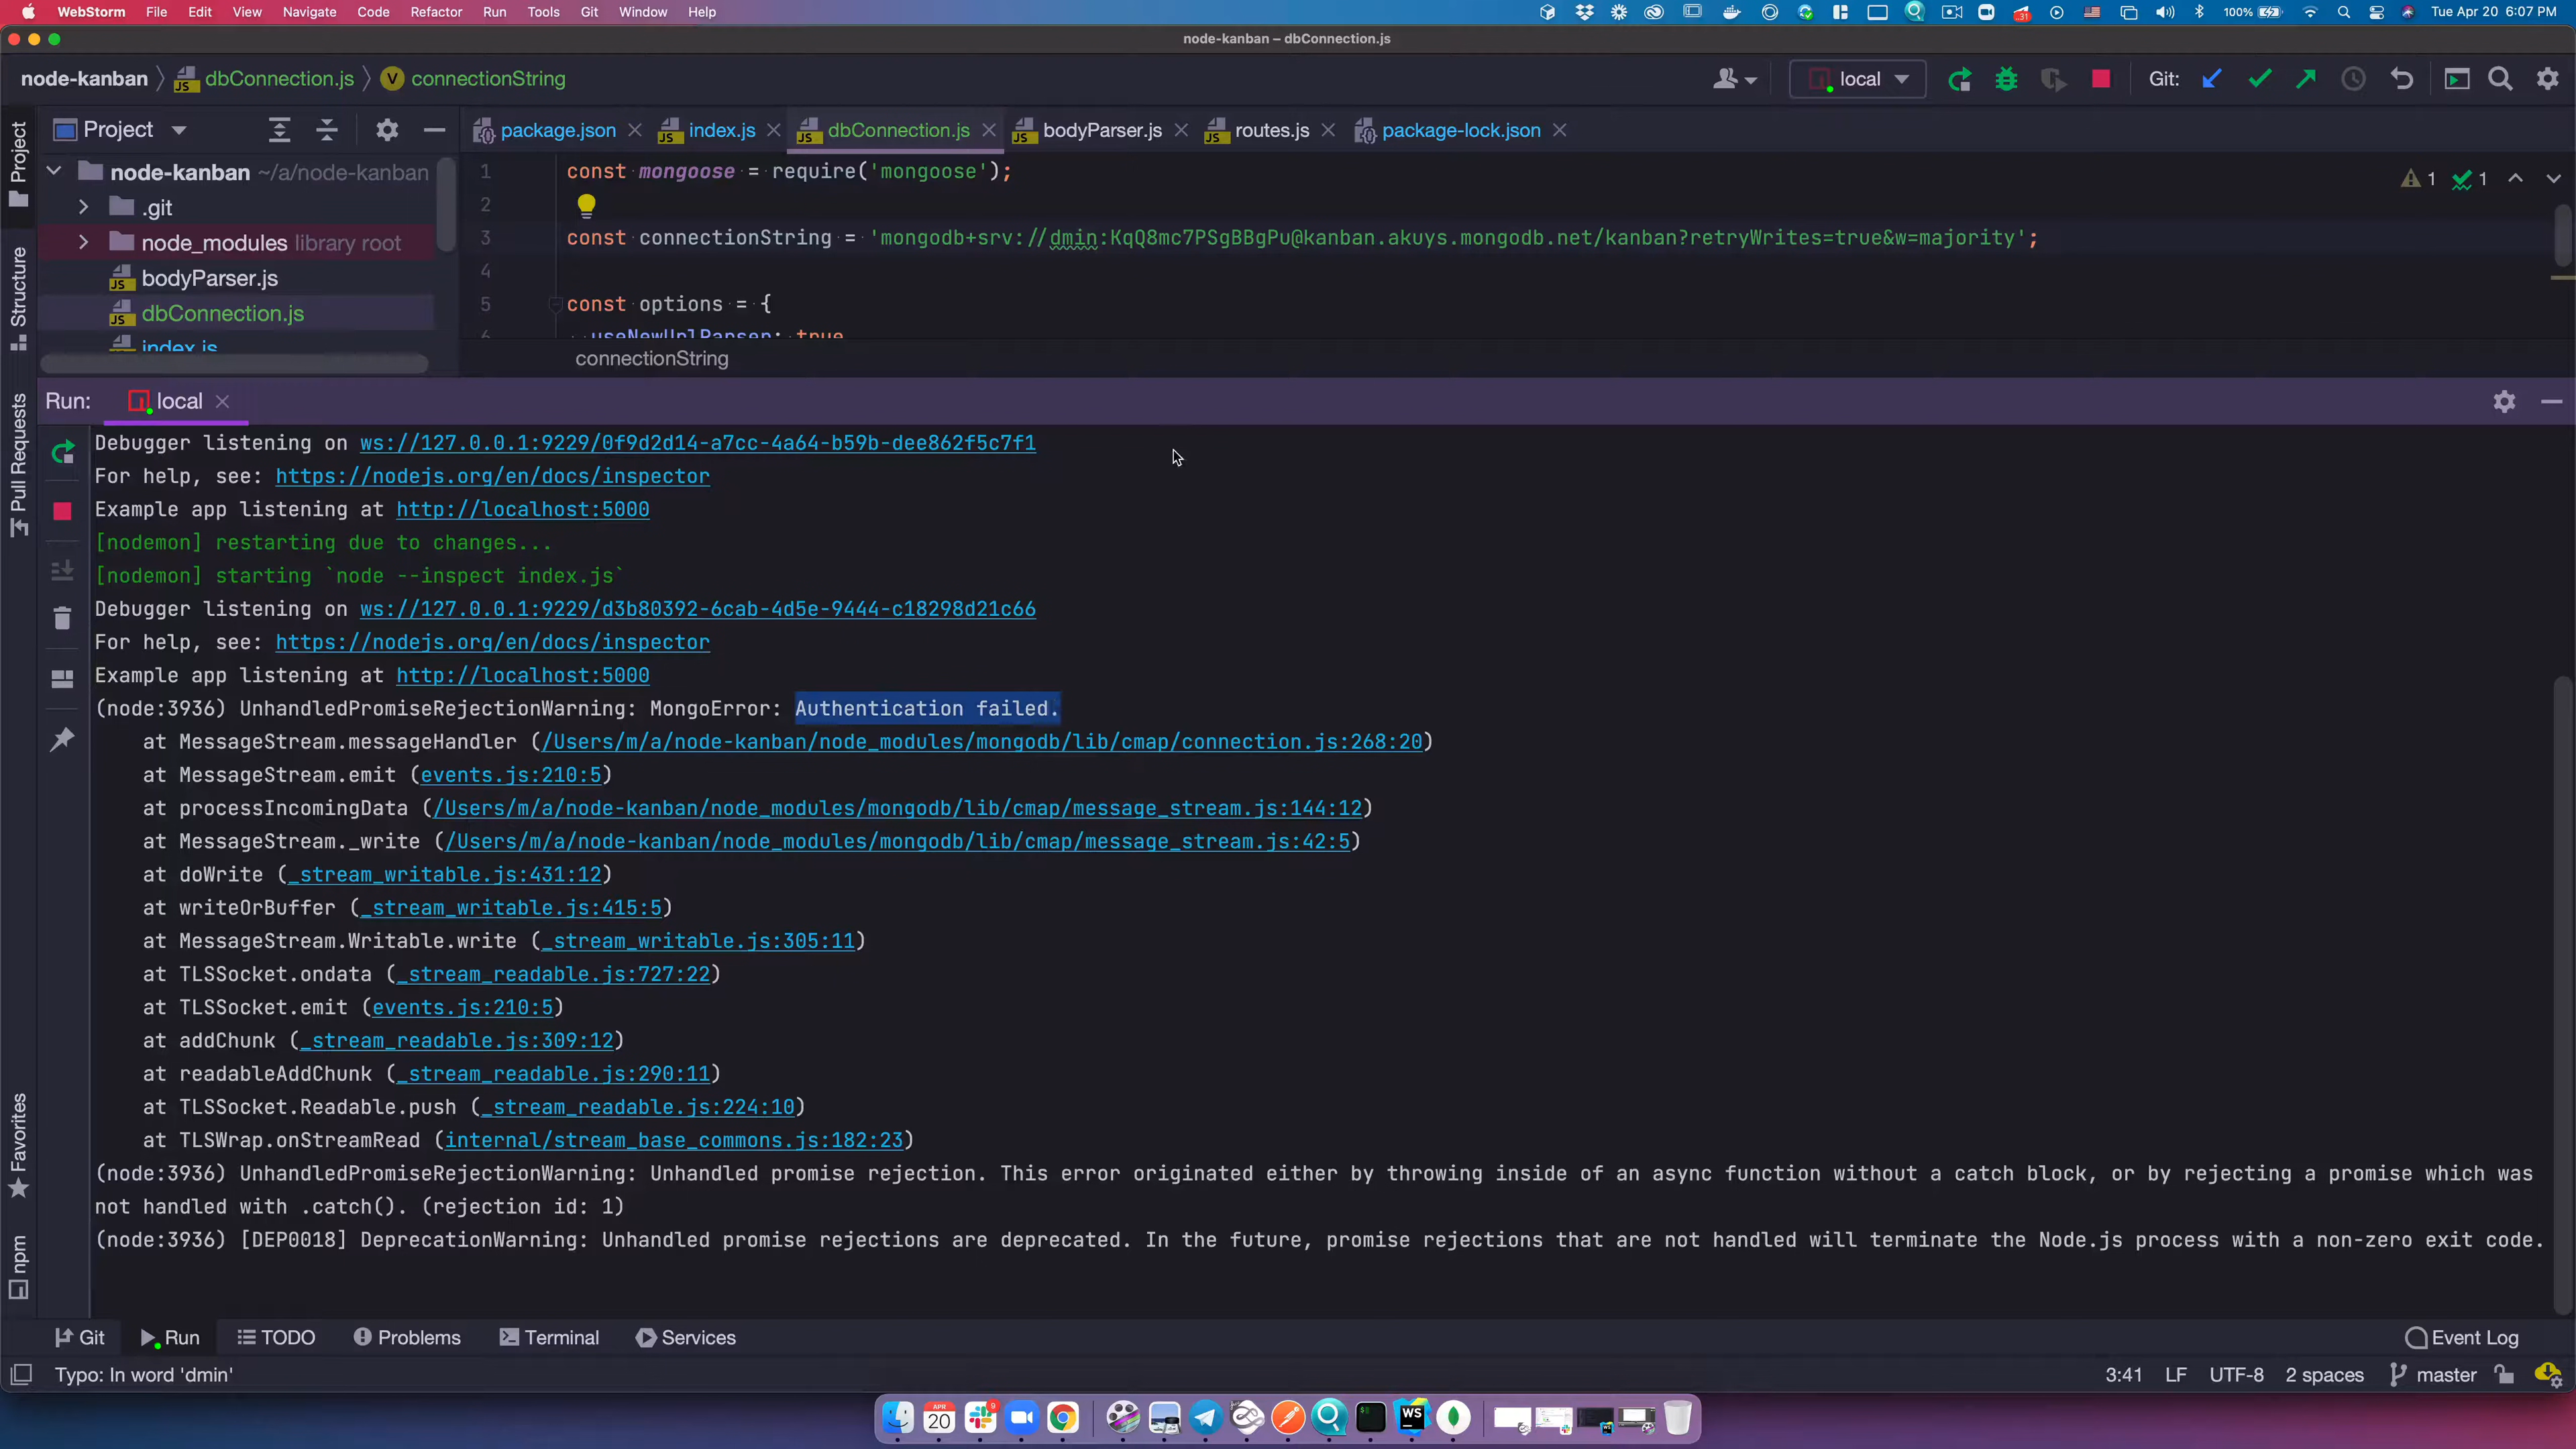 WebStorm File Edit View Navigate Code Refactor Run Tools Git Window Help 31 100% Tue Apr 20 6:07 PM
node-kanban – dbConnection.js
node-kanban dbConnection.js V connectionString local Git:
Project package.json index.js dbConnection.js bodyParser.js routes.js package-lock.json
node-kanban ~/a/node-kanban
.git
node_modules library root
bodyParser.js
dbConnection.js
index.js
1 const mongoose = require('mongoose');
2
3 const connectionString = 'mongodb+srv://dmin:KqQ8mc7PSgBBgPu@kanban.akuys.mongodb.net/kanban?retryWrites=true&w=majority';
4
5 const options = {
6 useNewUrlParser: true
1 1
connectionString
Project
Structure
Pull Requests
Favorites
npm
Run: local
Debugger listening on ws://127.0.0.1:9229/0f9d2d14-a7cc-4a64-b59b-dee862f5c7f1
For help, see: https://nodejs.org/en/docs/inspector
Example app listening at http://localhost:5000
[nodemon] restarting due to changes...
[nodemon] starting `node --inspect index.js`
Debugger listening on ws://127.0.0.1:9229/d3b80392-6cab-4d5e-9444-c18298d21c66
For help, see: https://nodejs.org/en/docs/inspector
Example app listening at http://localhost:5000
(node:3936) UnhandledPromiseRejectionWarning: MongoError: Authentication failed.
at MessageStream.messageHandler (/Users/m/a/node-kanban/node_modules/mongodb/lib/cmap/connection.js:268:20)
at MessageStream.emit (events.js:210:5)
at processIncomingData (/Users/m/a/node-kanban/node_modules/mongodb/lib/cmap/message_stream.js:144:12)
at MessageStream._write (/Users/m/a/node-kanban/node_modules/mongodb/lib/cmap/message_stream.js:42:5)
at doWrite (_stream_writable.js:431:12)
at writeOrBuffer (_stream_writable.js:415:5)
at MessageStream.Writable.write (_stream_writable.js:305:11)
at TLSSocket.ondata (_stream_readable.js:727:22)
at TLSSocket.emit (events.js:210:5)
at addChunk (_stream_readable.js:309:12)
at readableAddChunk (_stream_readable.js:290:11)
at TLSSocket.Readable.push (_stream_readable.js:224:10)
at TLSWrap.onStreamRead (internal/stream_base_commons.js:182:23)
(node:3936) UnhandledPromiseRejectionWarning: Unhandled promise rejection. This error originated either by throwing inside of an async function without a catch block, or by rejecting a promise which was
not handled with .catch(). (rejection id: 1)
(node:3936) [DEP0018] DeprecationWarning: Unhandled promise rejections are deprecated. In the future, promise rejections that are not handled will terminate the Node.js process with a non-zero exit code.
Git Run TODO Problems Terminal Services Event Log
Typo: In word 'dmin' 3:41 LF UTF-8 2 spaces master
APR
20
9
WS